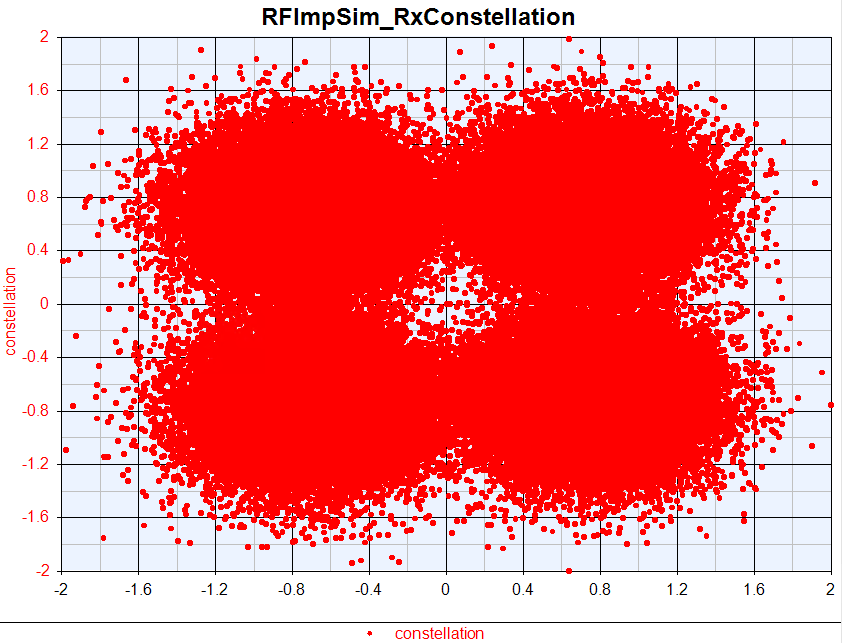 RFImpSim_RxConstellation
2
1.6
1.2
0.8
0.4
0
-0.4
-0.8
-1.2
-1.6
-2
constellation
-2 -1.6 -1.2 -0.8 -0.4 0 0.4 0.8 1.2 1.6 2
constellation